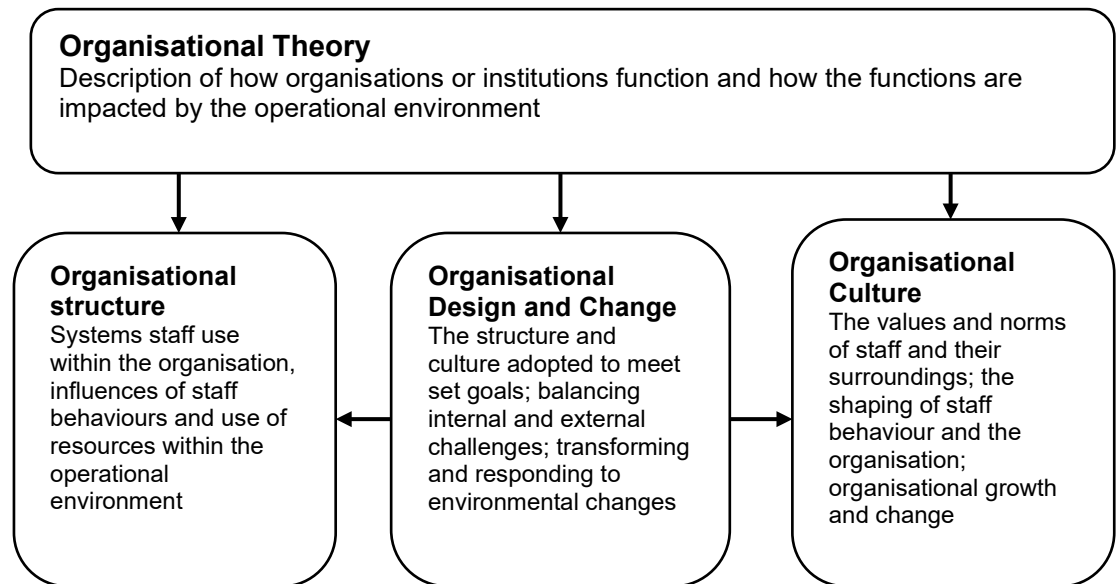 Organisational Theory
Description of how organisations or institutions function and how the functions are
impacted by the operational environment
Organisational
structure
Systems staff use
within the organisation,
influences of staff
behaviours and use of
resources within the
operational
environment
Organisational
Design and Change
The structure and
culture adopted to meet
set goals; balancing
internal and external
challenges; transforming
and responding to
environmental changes
Organisational
Culture
The values and norms
of staff and their
surroundings; the
shaping of staff
behaviour and the
organisation;
organisational growth
and change